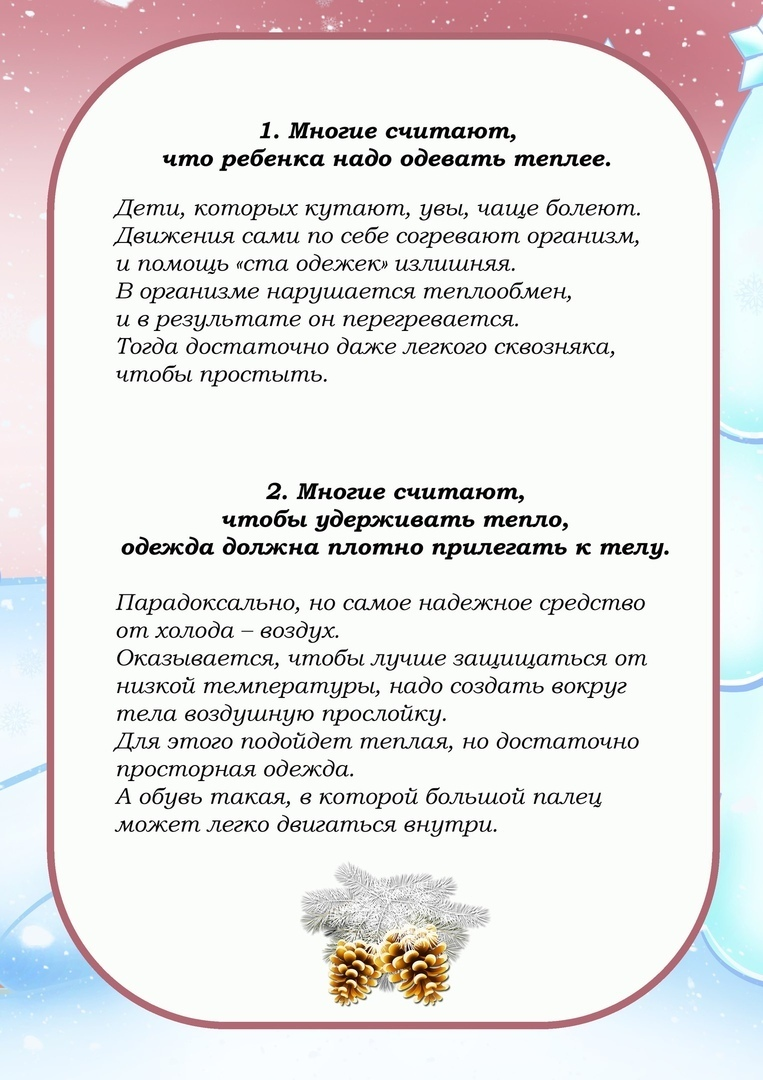 1. Многие считают,
что ребенка надо одевать теплее.
Дети, которых кутают, увы, чаще болеют.
Движения сами по себе согревают организм,
и помощь «ста одежек» излишняя.
В организме нарушается теплообмен,
и в результате он перегревается.
Тогда достаточно даже легкого сквозняка,
чтобы простыть.
2. Многие считают,
чтобы удерживать тепло,
одежда должна плотно прилегать к телу.
Парадоксально, но самое надежное средство
от холода – воздух.
Оказывается, чтобы лучше защищаться от
низкой температуры, надо создать вокруг
тела воздушную прослойку.
Для этого подойдет теплая, но достаточно
просторная одежда.
А обувь такая, в которой большой палец
может легко двигаться внутри.